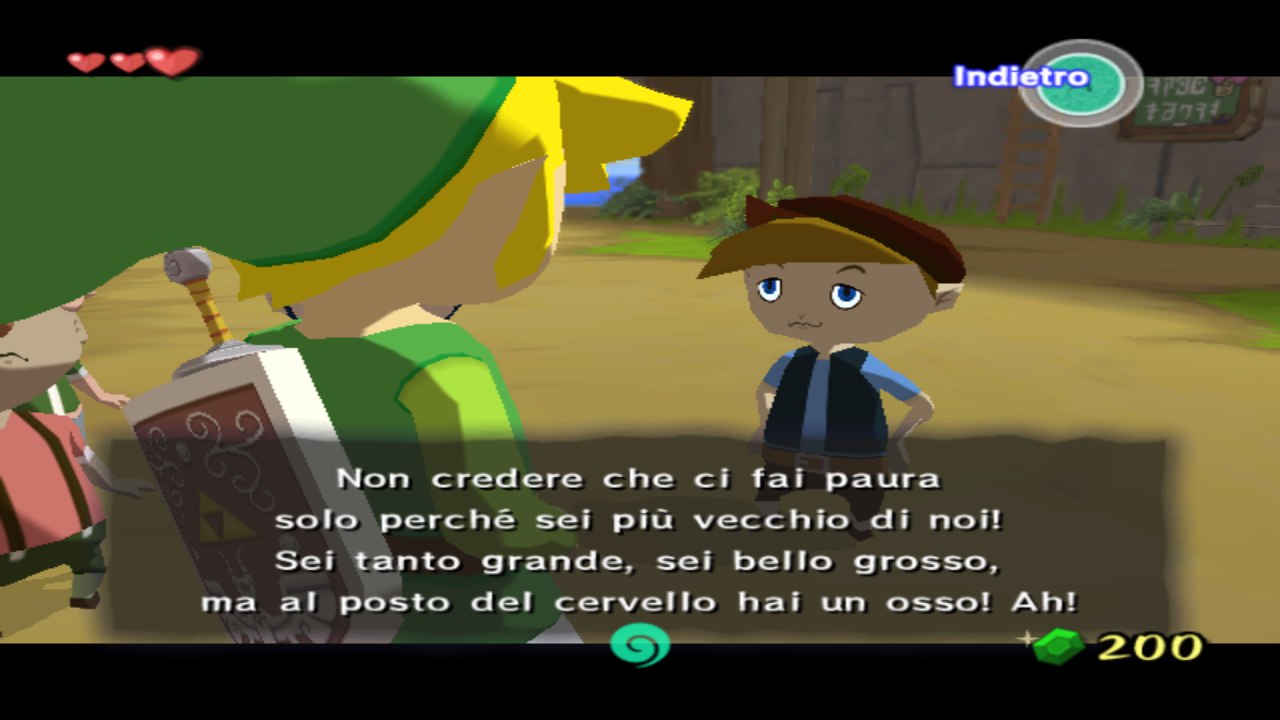 Indietro
Non credere che ci fai paura
solo perché sei più vecchio di noi!
Sei tanto grande, sei bello grosso,
ma al posto del cervello hai un osso! Ah!
200